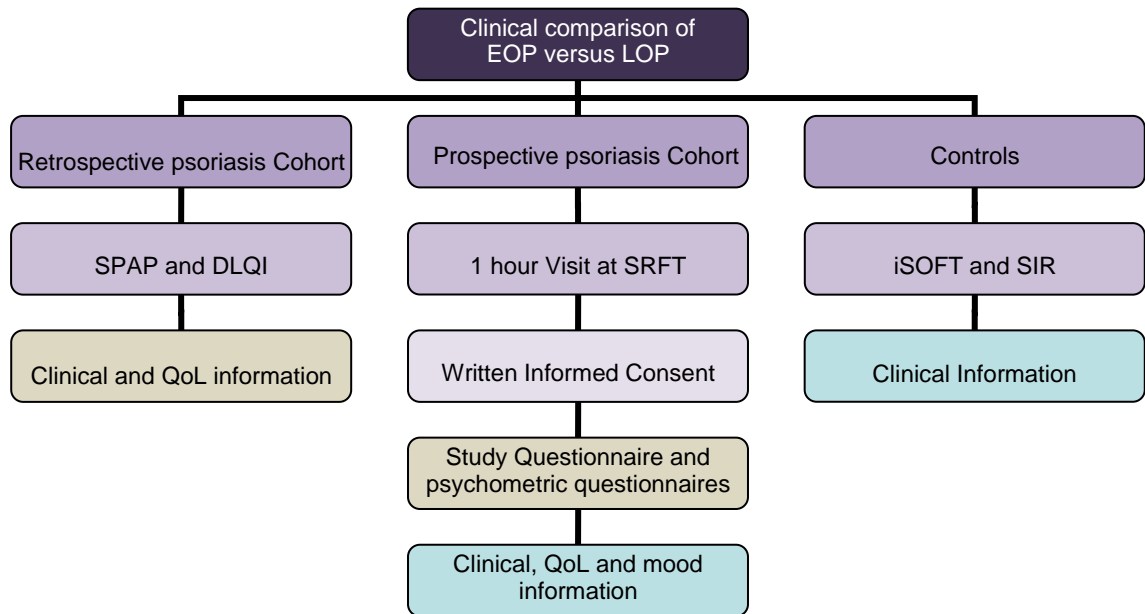 Clinical comparison of
EOP versus LOP
Retrospective psoriasis Cohort
Prospective psoriasis Cohort
Controls
SPAP and DLQI
1 hour Visit at SRFT
iSOFT and SIR
Clinical and QoL information
Written Informed Consent
Clinical Information
Study Questionnaire and
psychometric questionnaires
Clinical, QoL and mood
information